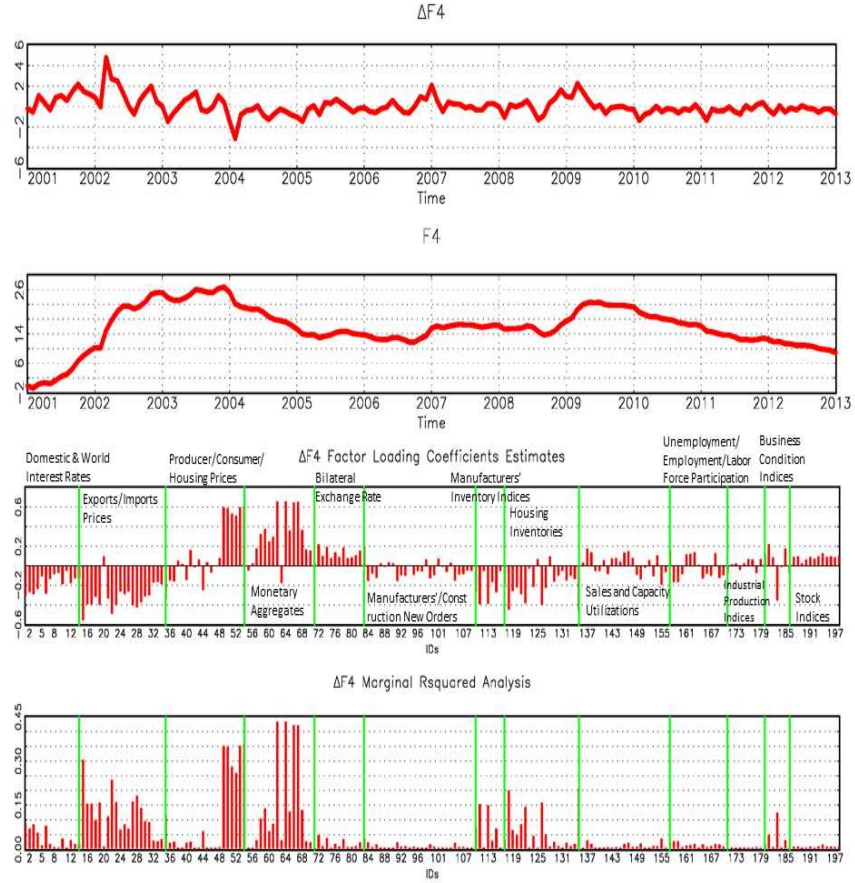 ΔF4
6
4
2
−2
−6
2001 2002 2003 2004 2005 2006 2007 2008 2009 2010 2011 2012 2013
Time
F4
26
14
6
−2
2001 2002 2003 2004 2005 2006 2007 2008 2009 2010 2011 2012 2013
Time
ΔF4 Factor Loading Coefficients Estimates
Domestic & World
Interest Rates
Exports/Imports
Prices
Producer/Consumer/
Housing Prices
Monetary
Aggregates
Bilateral
Exchange Rate
Manufacturers'/Const
ruction New Orders
Manufacturers'
Inventory Indices
Housing
Inventories
Sales and Capacity
Utilizations
Unemployment/
Employment/Labor
Force Participation
Industrial
Production
Indices
Business
Condition
Indices
Stock
Indices
0.6
0.2
−0.2
−0.6
2 5 8 12 16 20 24 28 32 36 40 44 48 52 56 60 64 68 72 76 80 84 88 92 96 101 107 113 119 125 131 137 143 149 155 161 167 173 179 185 191 197
IDs
ΔF4 Marginal Rsquared Analysis
0.45
0.30
0.15
0.00
2 5 8 12 16 20 24 28 32 36 40 44 48 52 56 60 64 68 72 76 80 84 88 92 96 101 107 113 119 125 131 137 143 149 155 161 167 173 179 185 191 197
IDs